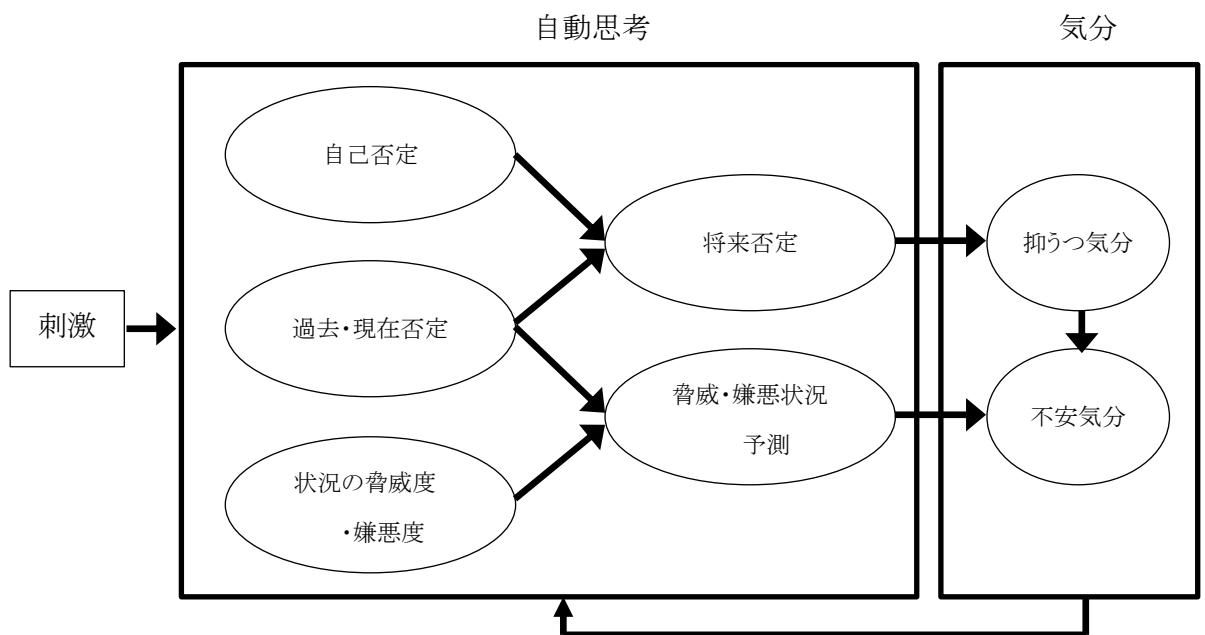 自動思考
気分
刺激
自己否定
過去・現在否定
状況の脅威度
・嫌悪度
将来否定
脅威・嫌悪状況
予測
抑うつ気分
不安気分